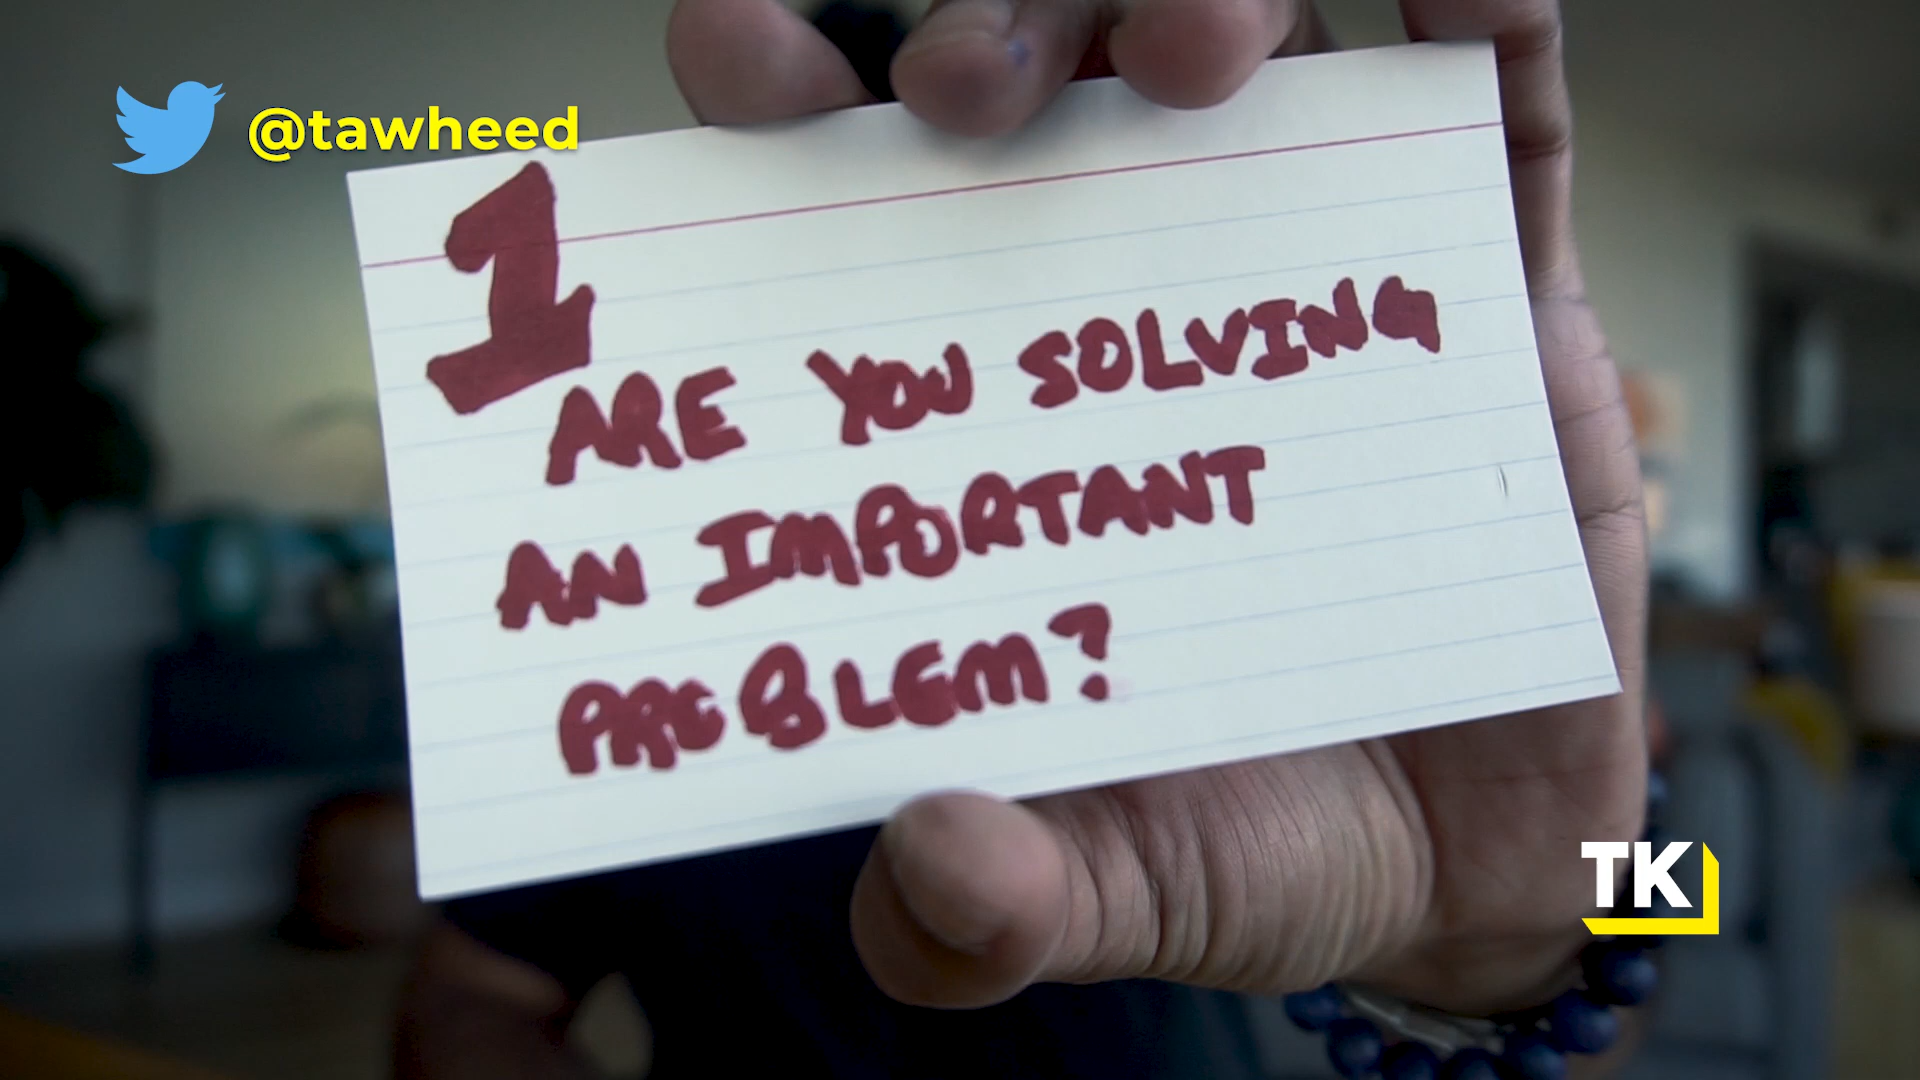 @tawheed
1
ARE YOU SOLVING
AN IMPORTANT
PROBLEM?
TK